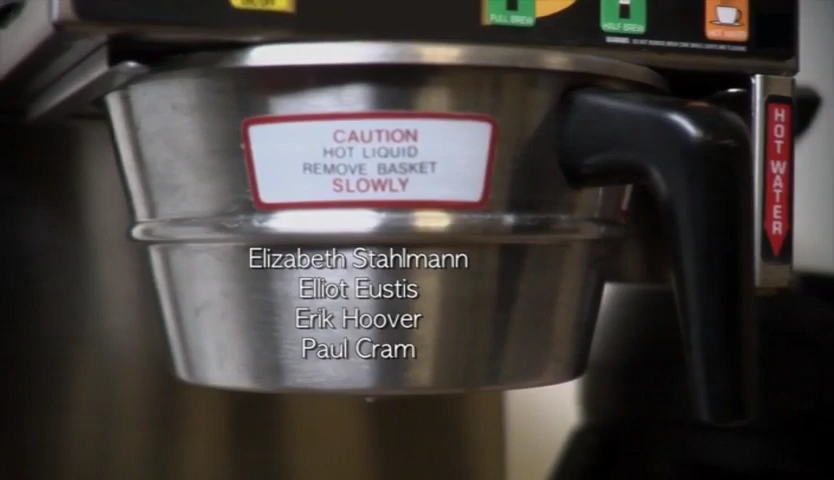 FULL BREW
HALF BREW
HOT WATER
CAUTION
HOT LIQUID
REMOVE BASKET
SLOWLY
HOT WATER
Elizabeth Stahlmann
Elliot Eustis
Erik Hoover
Paul Cram